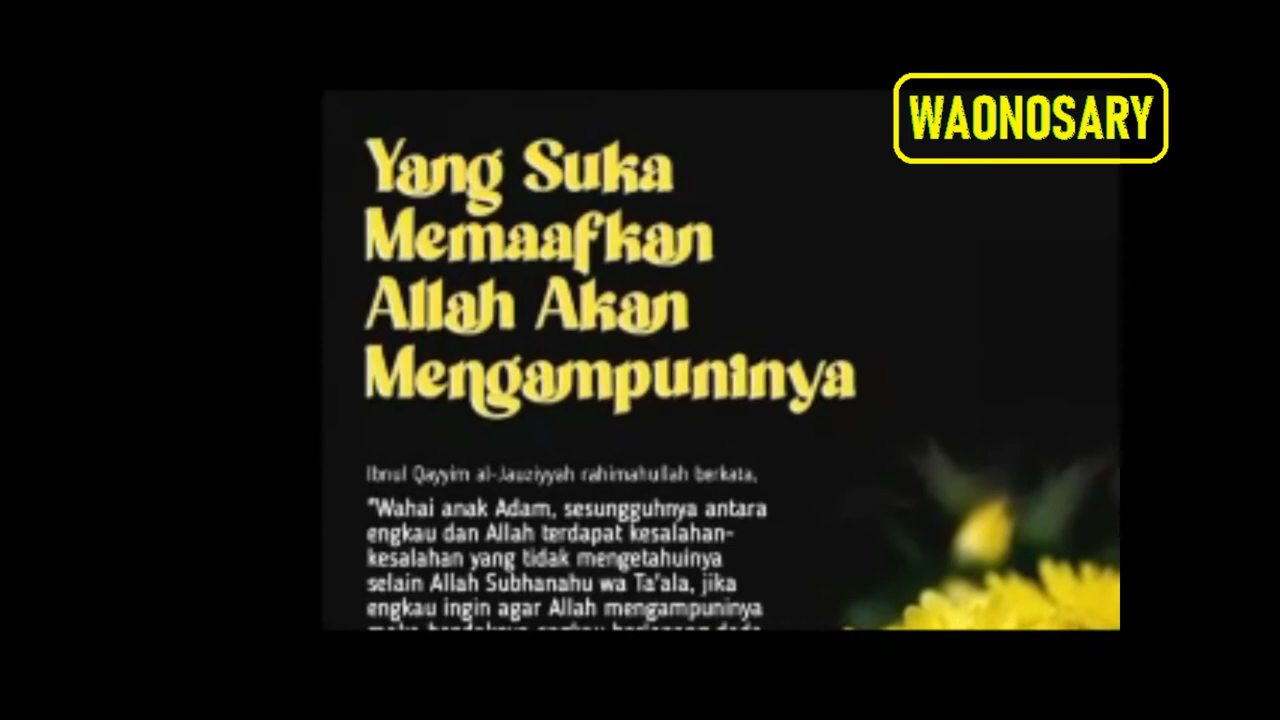 WAONOSARY
Yang Suka
Memaafkan
Allah Akan
Mengampuninya
Ibnul Qayyim al-Jauziyyah rahimahullah berkata,
"Wahai anak Adam, sesungguhnya antara
engkau dan Allah terdapat kesalahan-
kesalahan yang tidak mengetahuinya
selain Allah Subhanahu wa Ta'ala, jika
engkau ingin agar Allah mengampuninya